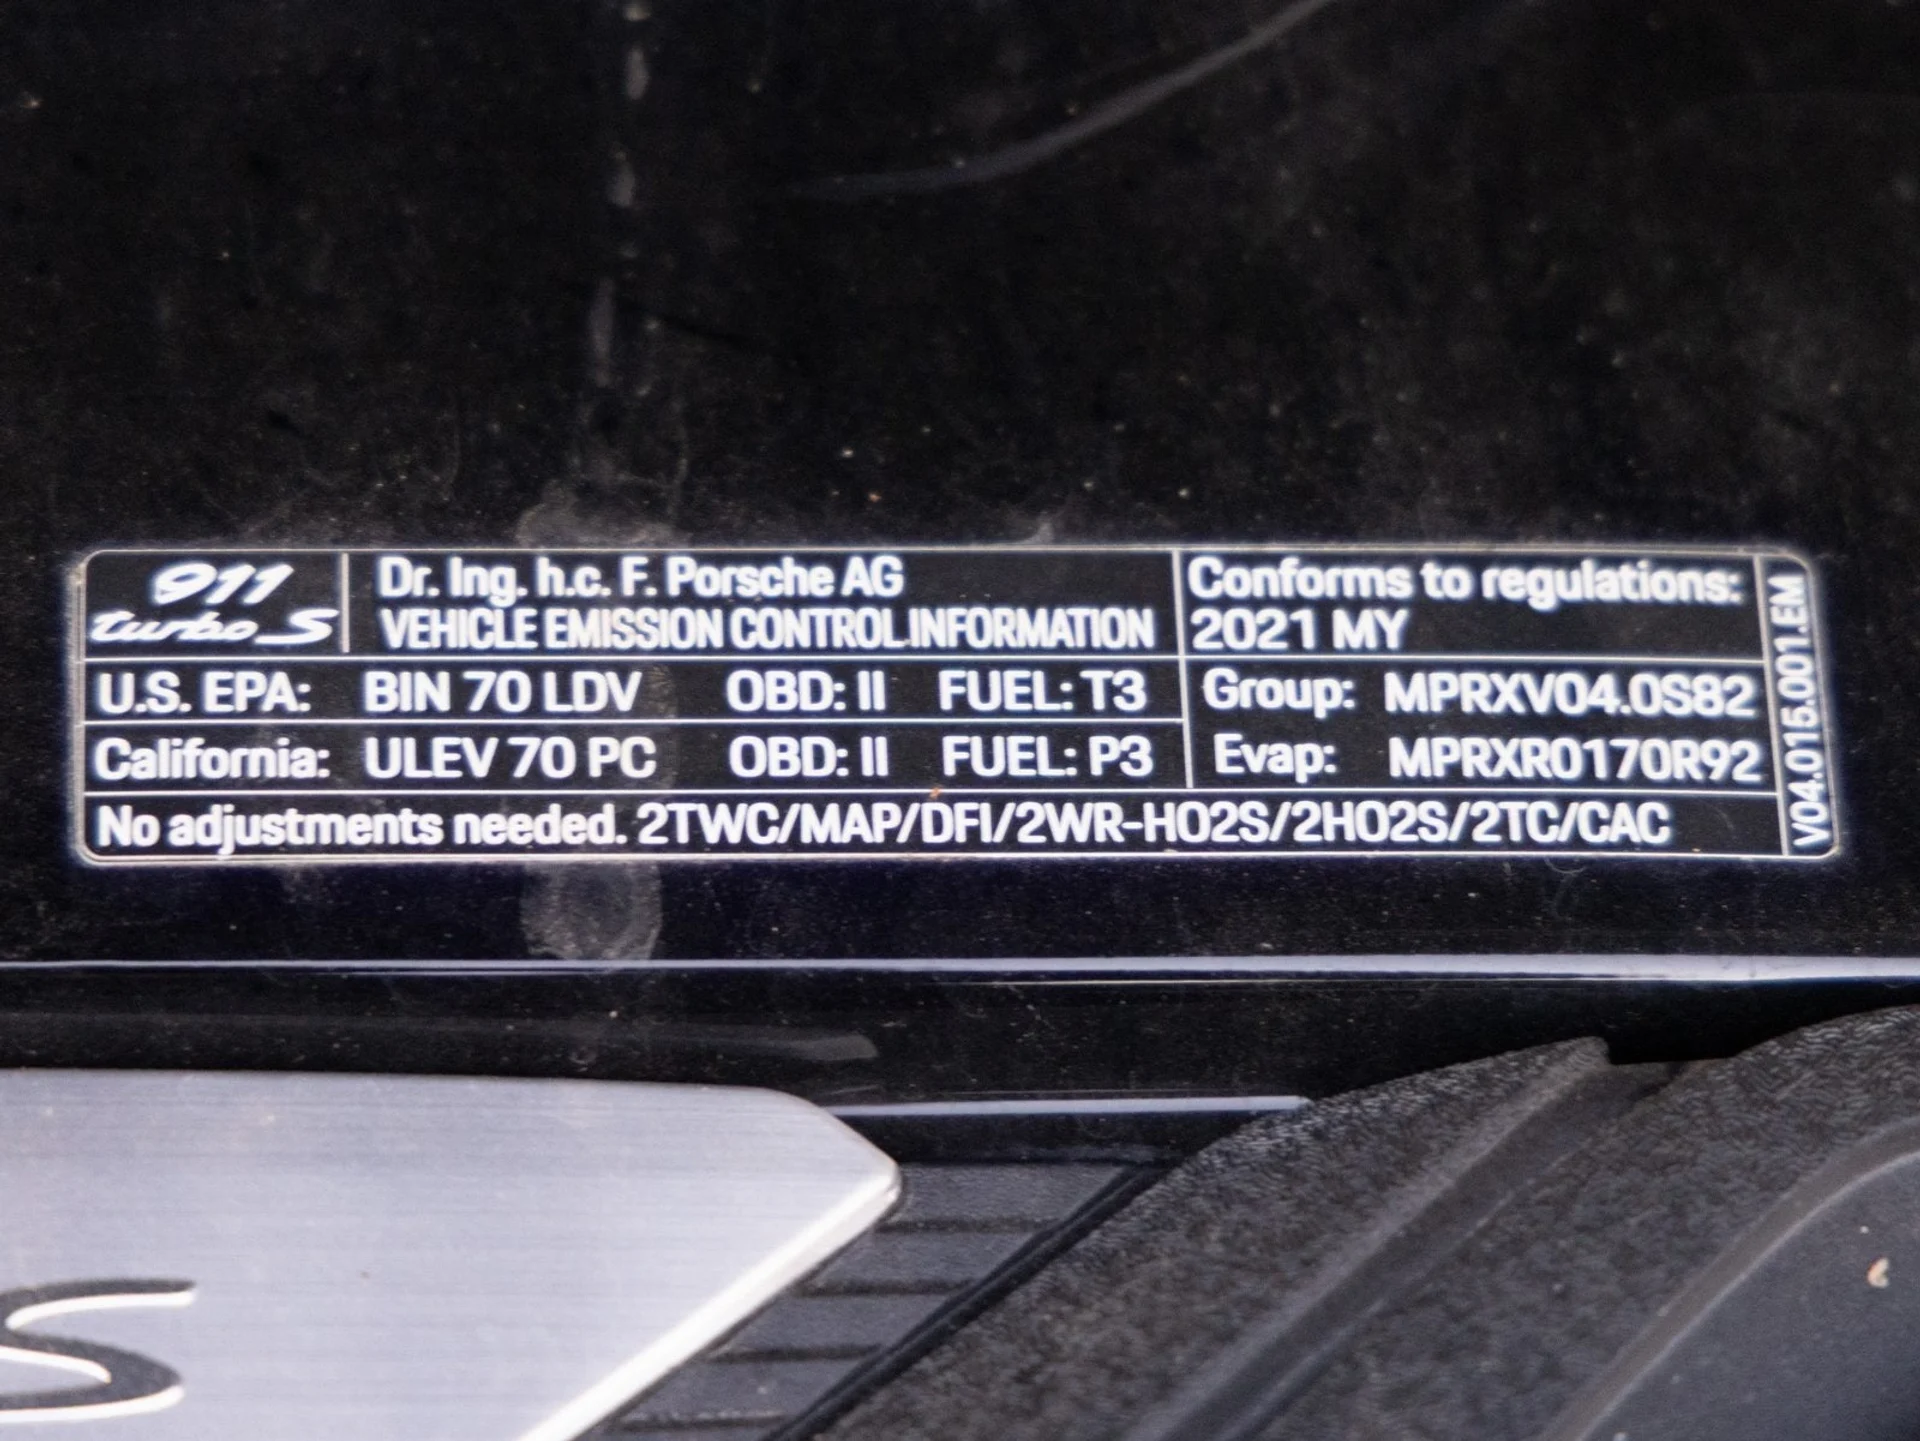 911
turbo S
Dr. Ing. h.c. F. Porsche AG
VEHICLE EMISSION CONTROL INFORMATION
Conforms to regulations:
2021 MY
U.S. EPA: BIN 70 LDV OBD: II FUEL: T3
California: ULEV 70 PC OBD: II FUEL: P3
Group: MPRXV04.0S82
Evap: MPRXR0170R92
No adjustments needed. 2TWC/MAP/DFI/2WR-HO2S/2HO2S/2TC/CAC
V04.015.001.EM
S